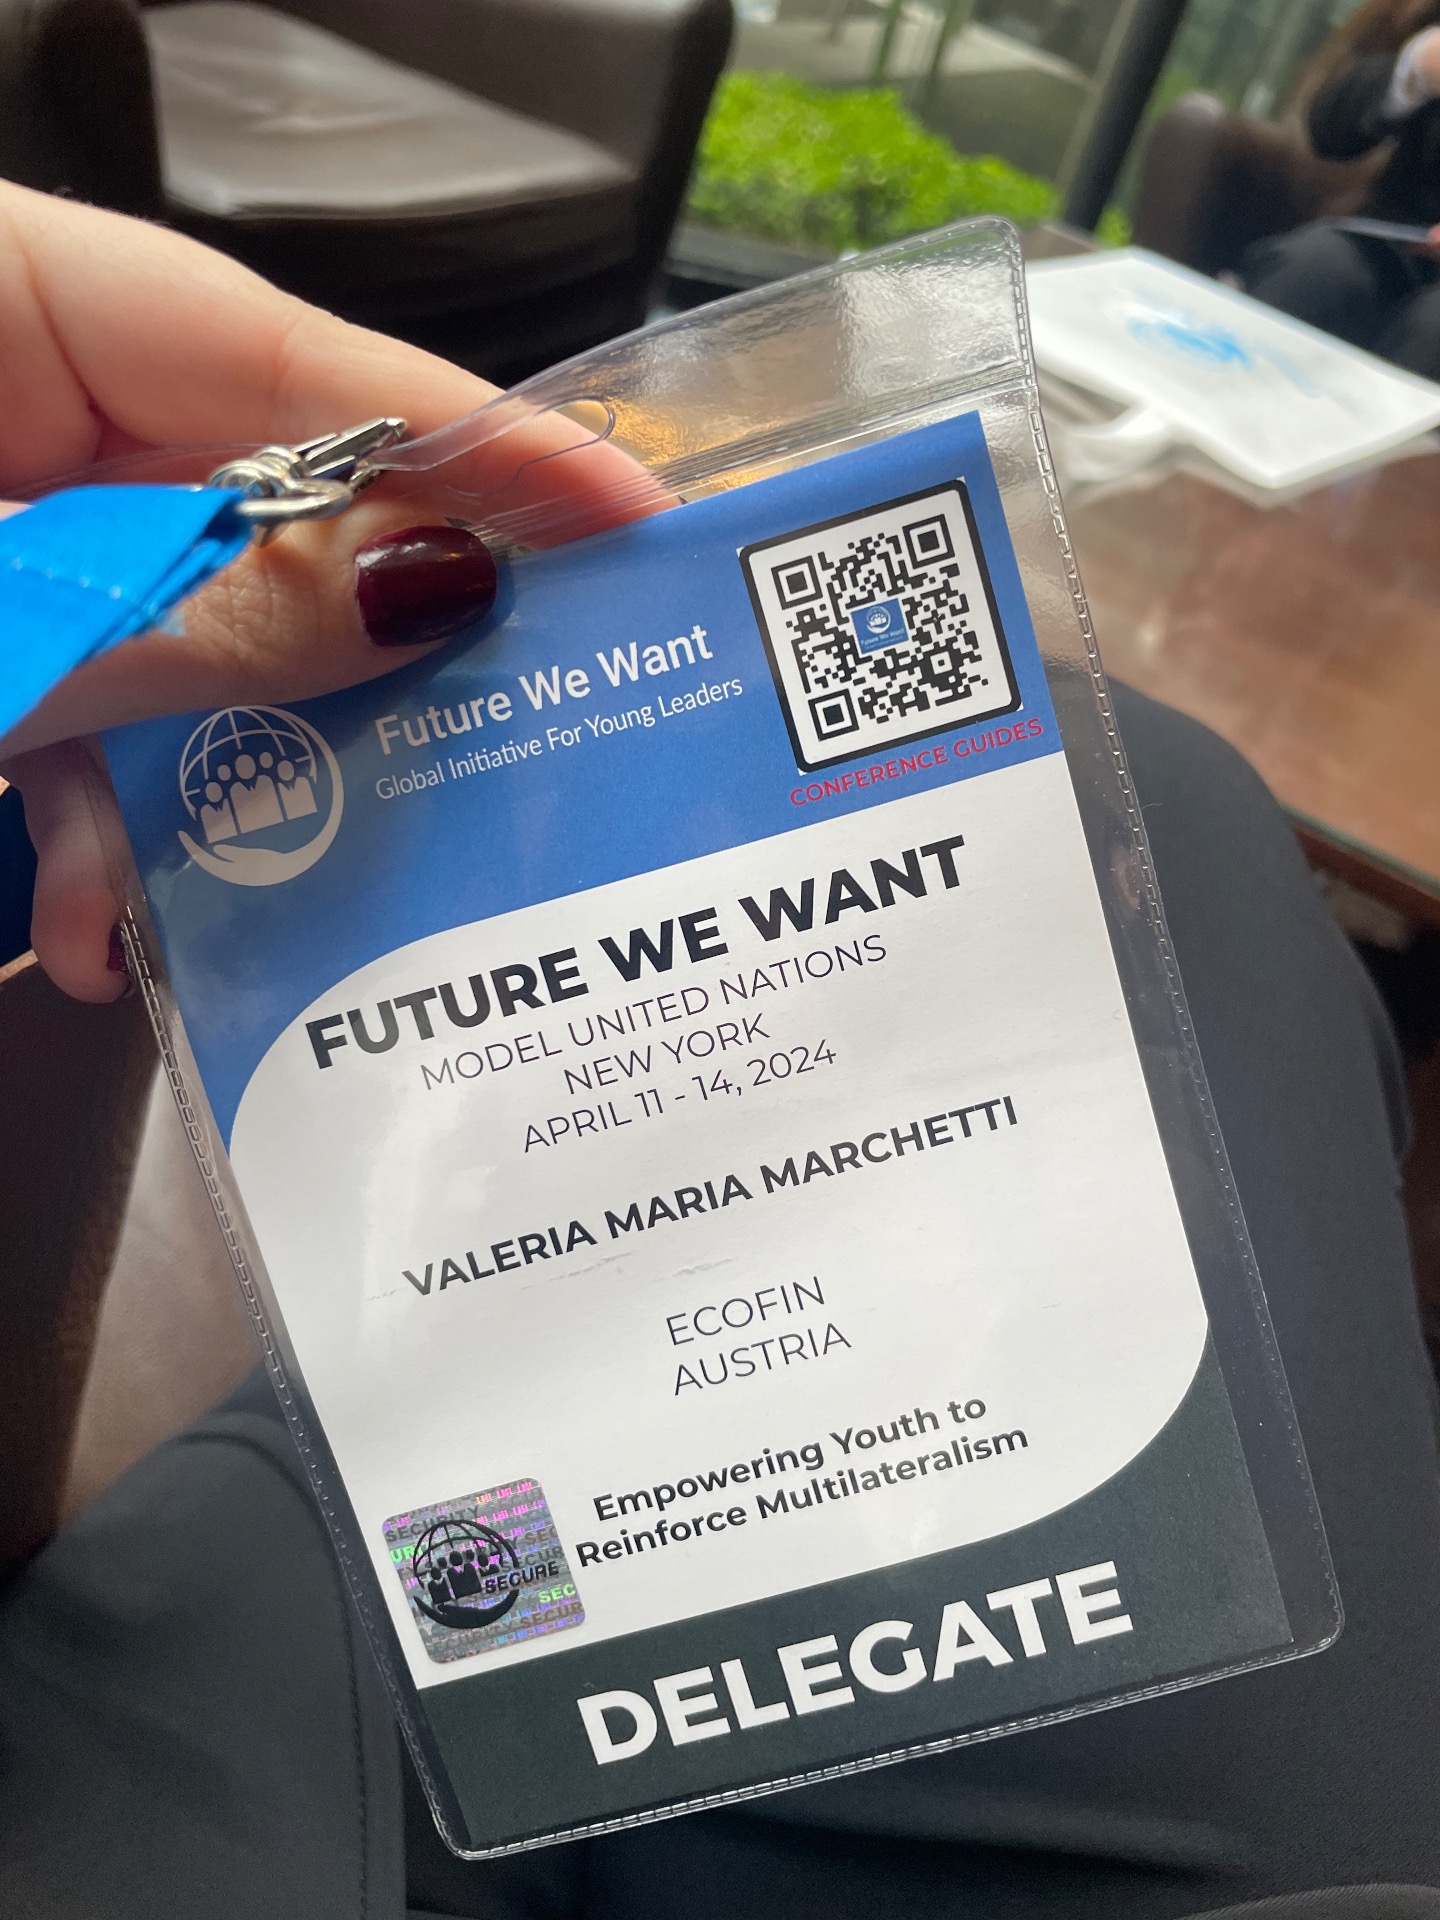 Future We Want
Global Initiative For Young Leaders
CONFERENCE GUIDES
FUTURE WE WANT
MODEL UNITED NATIONS
NEW YORK
APRIL 11 - 14, 2024
VALERIA MARIA MARCHETTI
ECOFIN
AUSTRIA
Empowering Youth to
Reinforce Multilateralism
SECURITY
SECURE
DELEGATE